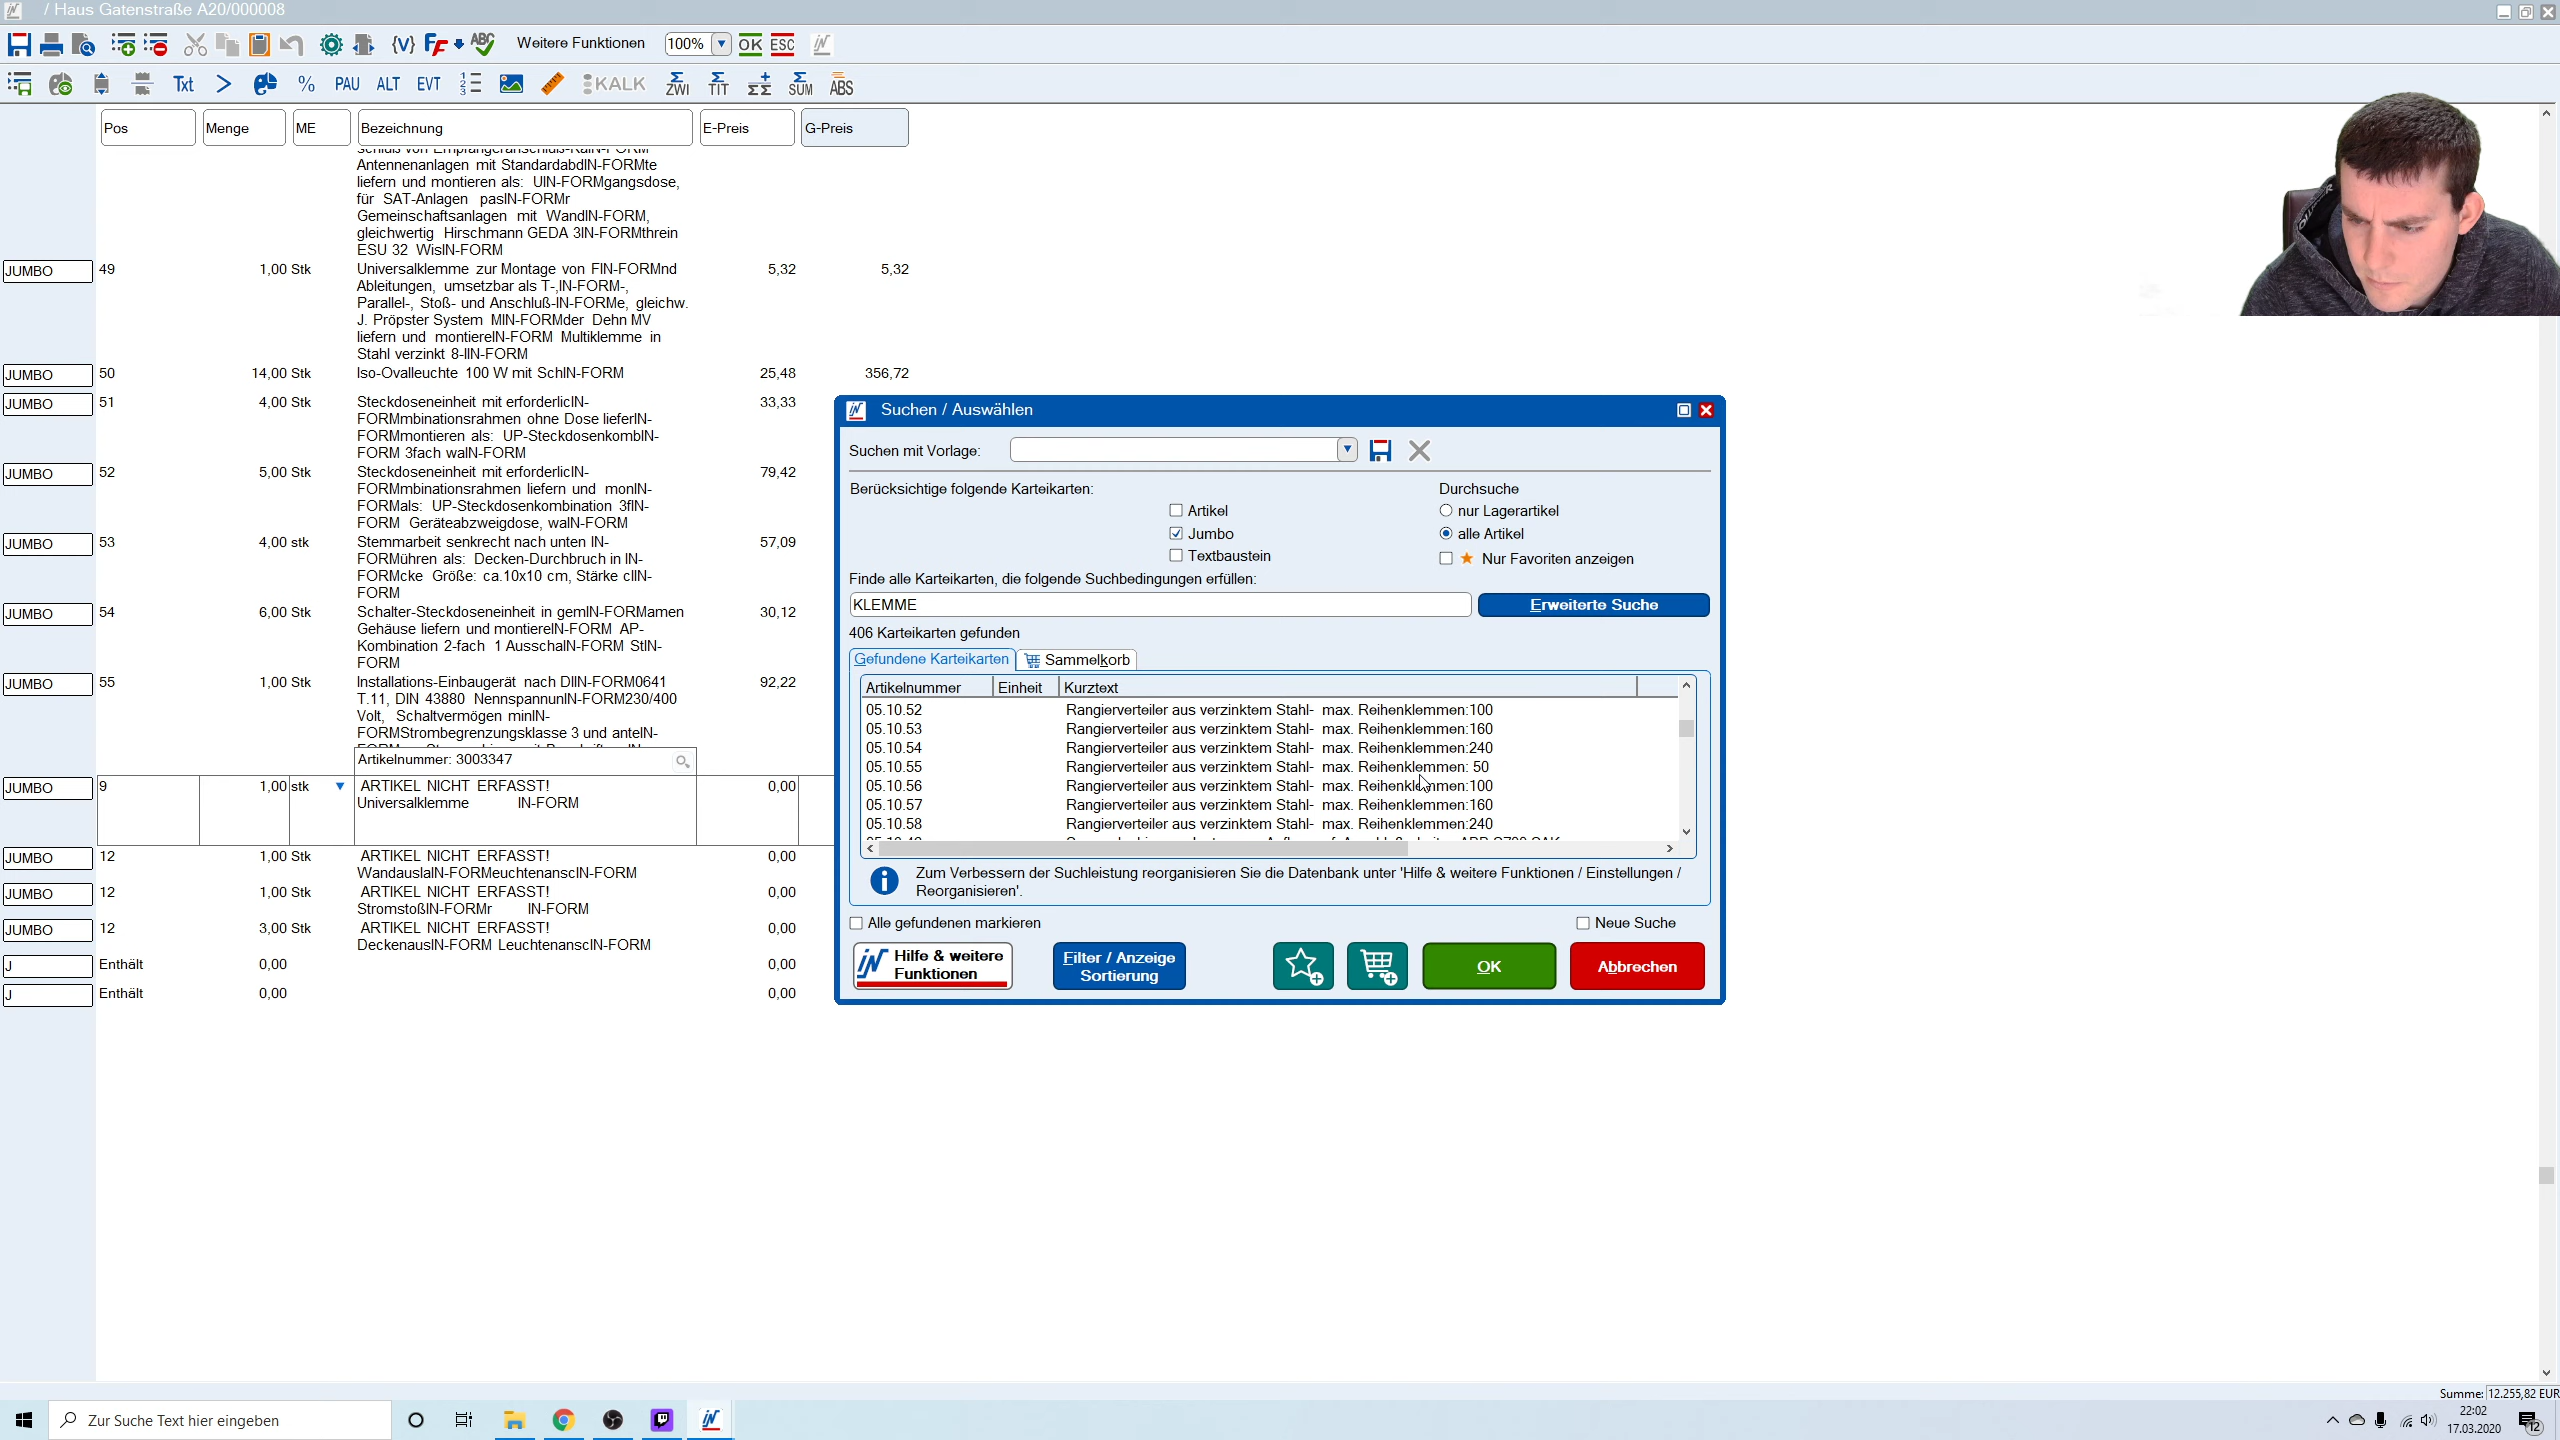 / Haus Gatenstraße A20/000008
Weitere Funktionen 100% OK ESC
Txt % PAU ALT EVT KALK ZWI TIT SUM ABS
Pos Menge ME Bezeichnung E-Preis G-Preis
Antennenanlagen mit StandardabdIN-FORMte
liefern und montieren als: UIN-FORMgangsdose,
für SAT-Anlagen pasIN-FORMr
Gemeinschaftsanlagen mit WandIN-FORM,
gleichwertig Hirschmann GEDA 3IN-FORMthrein
ESU 32 WisIN-FORM
JUMBO 49 1,00 Stk Universalklemme zur Montage von FIN-FORMnd 5,32 5,32
Ableitungen, umsetzbar als T-,IN-FORM-,
Parallel-, Stoß- und Anschluß-IN-FORMe, gleichw.
J. Pröpster System MIN-FORMder Dehn MV
liefern und montiereIN-FORM Multiklemme in
Stahl verzinkt 8-IIN-FORM
JUMBO 50 14,00 Stk Iso-Ovalleuchte 100 W mit SchIN-FORM 25,48 356,72
JUMBO 51 4,00 Stk Steckdoseneinheit mit erforderlicIN- 33,33
FORMmbinationsrahmen ohne Dose lieferIN-
FORMmontieren als: UP-SteckdosenkombIN-
FORM 3fach waIN-FORM
JUMBO 52 5,00 Stk Steckdoseneinheit mit erforderlicIN- 79,42
FORMmbinationsrahmen liefern und monIN-
FORMals: UP-Steckdosenkombination 3fIN-
FORM Geräteabzweigdose, waIN-FORM
JUMBO 53 4,00 stk Stemmarbeit senkrecht nach unten IN- 57,09
FORMühren als: Decken-Durchbruch in IN-
FORMcke Größe: ca.10x10 cm, Stärke cIIN-
FORM
JUMBO 54 6,00 Stk Schalter-Steckdoseneinheit in gemIN-FORMamen 30,12
Gehäuse liefern und montiereIN-FORM AP-
Kombination 2-fach 1 AusschaIN-FORM StIN-
FORM
JUMBO 55 1,00 Stk Installations-Einbaugerät nach DIIN-FORM0641 92,22
T.11, DIN 43880 NennspannunIN-FORM230/400
Volt, Schaltvermögen minIN-
FORMStrombegrenzungsklasse 3 und anteIN-
Artikelnummer: 3003347
JUMBO 9 1,00 stk ARTIKEL NICHT ERFASST! 0,00
Universalklemme IN-FORM
JUMBO 12 1,00 Stk ARTIKEL NICHT ERFASST! 0,00
WandauslaIN-FORMeuchtenanscIN-FORM
JUMBO 12 1,00 Stk ARTIKEL NICHT ERFASST! 0,00
StromstoßIN-FORMr IN-FORM
JUMBO 12 3,00 Stk ARTIKEL NICHT ERFASST! 0,00
DeckenausIN-FORM LeuchtenanscIN-FORM
J Enthält 0,00 0,00
J Enthält 0,00 0,00
Suchen / Auswählen
Suchen mit Vorlage:
Berücksichtige folgende Karteikarten: Durchsuche
Artikel nur Lagerartikel
Jumbo alle Artikel
Textbaustein Nur Favoriten anzeigen
Finde alle Karteikarten, die folgende Suchbedingungen erfüllen:
KLEMME Erweiterte Suche
406 Karteikarten gefunden
Gefundene Karteikarten Sammelkorb
Artikelnummer Einheit Kurztext
05.10.52 Rangierverteiler aus verzinktem Stahl- max. Reihenklemmen:100
05.10.53 Rangierverteiler aus verzinktem Stahl- max. Reihenklemmen:160
05.10.54 Rangierverteiler aus verzinktem Stahl- max. Reihenklemmen:240
05.10.55 Rangierverteiler aus verzinktem Stahl- max. Reihenklemmen: 50
05.10.56 Rangierverteiler aus verzinktem Stahl- max. Reihenklemmen:100
05.10.57 Rangierverteiler aus verzinktem Stahl- max. Reihenklemmen:160
05.10.58 Rangierverteiler aus verzinktem Stahl- max. Reihenklemmen:240
Zum Verbessern der Suchleistung reorganisieren Sie die Datenbank unter 'Hilfe & weitere Funktionen / Einstellungen /
Reorganisieren'.
Alle gefundenen markieren Neue Suche
Hilfe & weitere
Funktionen
Filter / Anzeige
Sortierung
OK
Abbrechen
Summe: 12.255,82 EUR
Zur Suche Text hier eingeben
22:02
17.03.2020
12